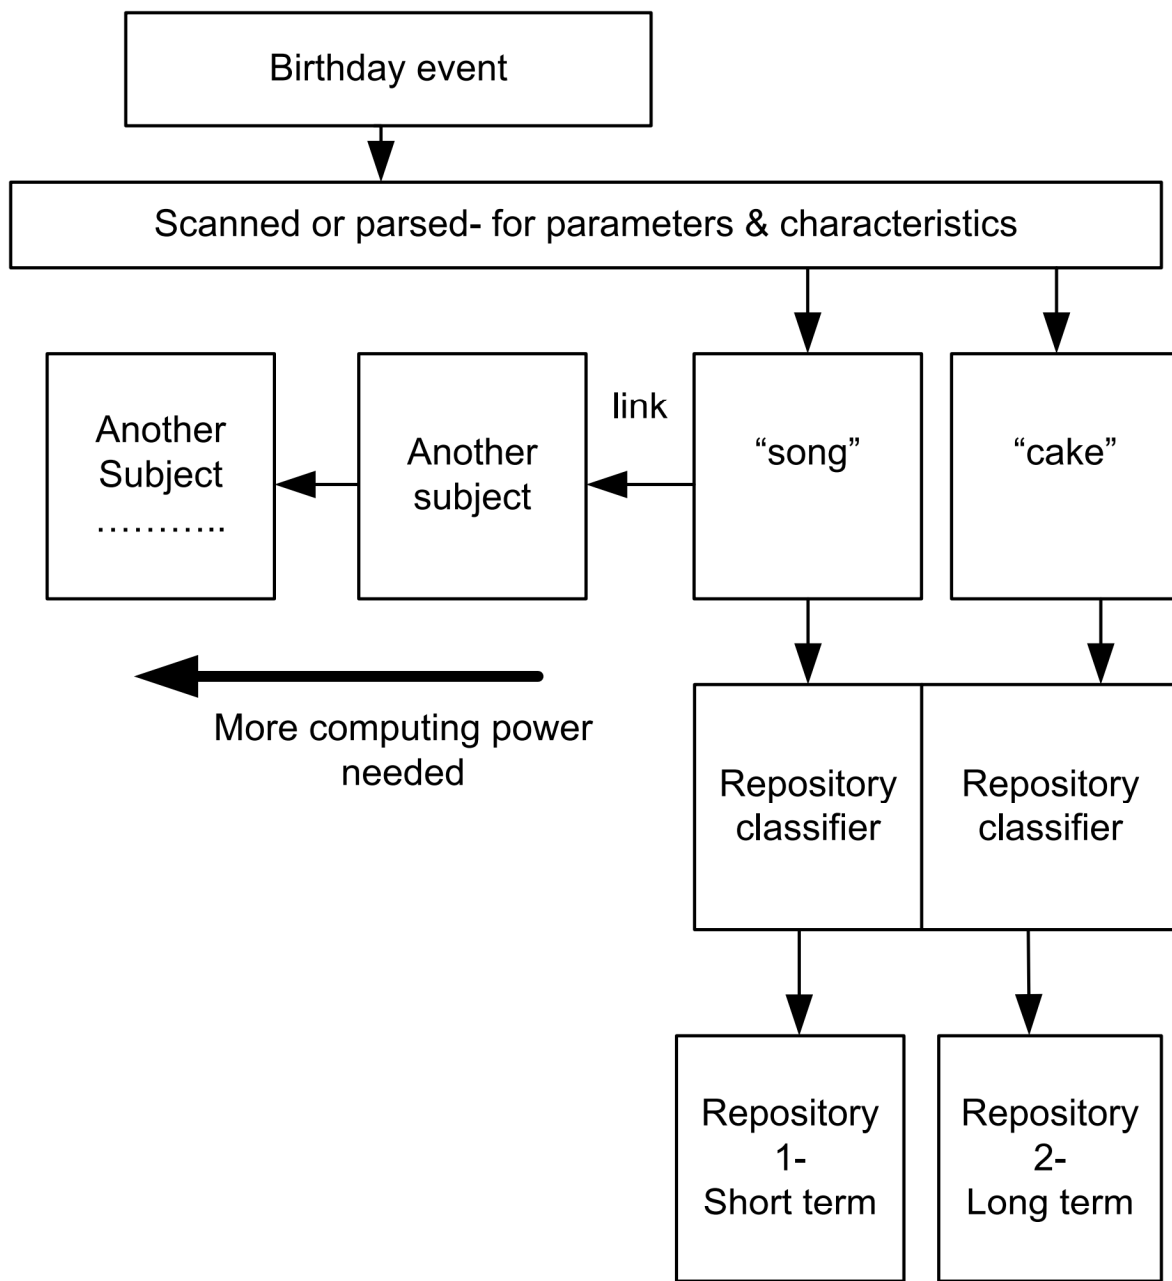 Birthday event
Scanned or parsed- for parameters & characteristics
Another
Subject
...........
Another
subject
link
“song”
“cake”
More computing power
needed
Repository
classifier
Repository
classifier
Repository
1-
Short term
Repository
2-
Long term